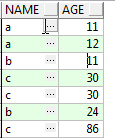 NAME AGE
a ... 11
a ... 12
b ... 11
c ... 30
c ... 30
b ... 24
c ... 86